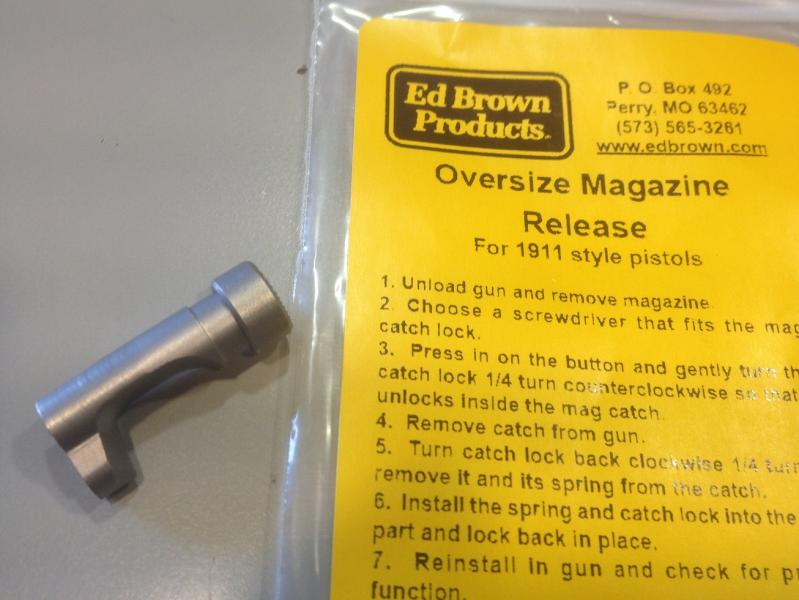 Ed Brown
Products.
P. O. Box 492
Perry, MO 63462
(573) 565-3261
www.edbrown.com
Oversize Magazine
Release
For 1911 style pistols
1. Unload gun and remove magazine.
2. Choose a screwdriver that fits the mag
catch lock.
3. Press in on the button and gently turn th
catch lock 1/4 turn counterclockwise so that
unlocks inside the mag catch.
4. Remove catch from gun.
5. Turn catch lock back clockwise 1/4 turn
remove it and its spring from the catch.
6. Install the spring and catch lock into the
part and lock back in place.
7. Reinstall in gun and check for pr
function.